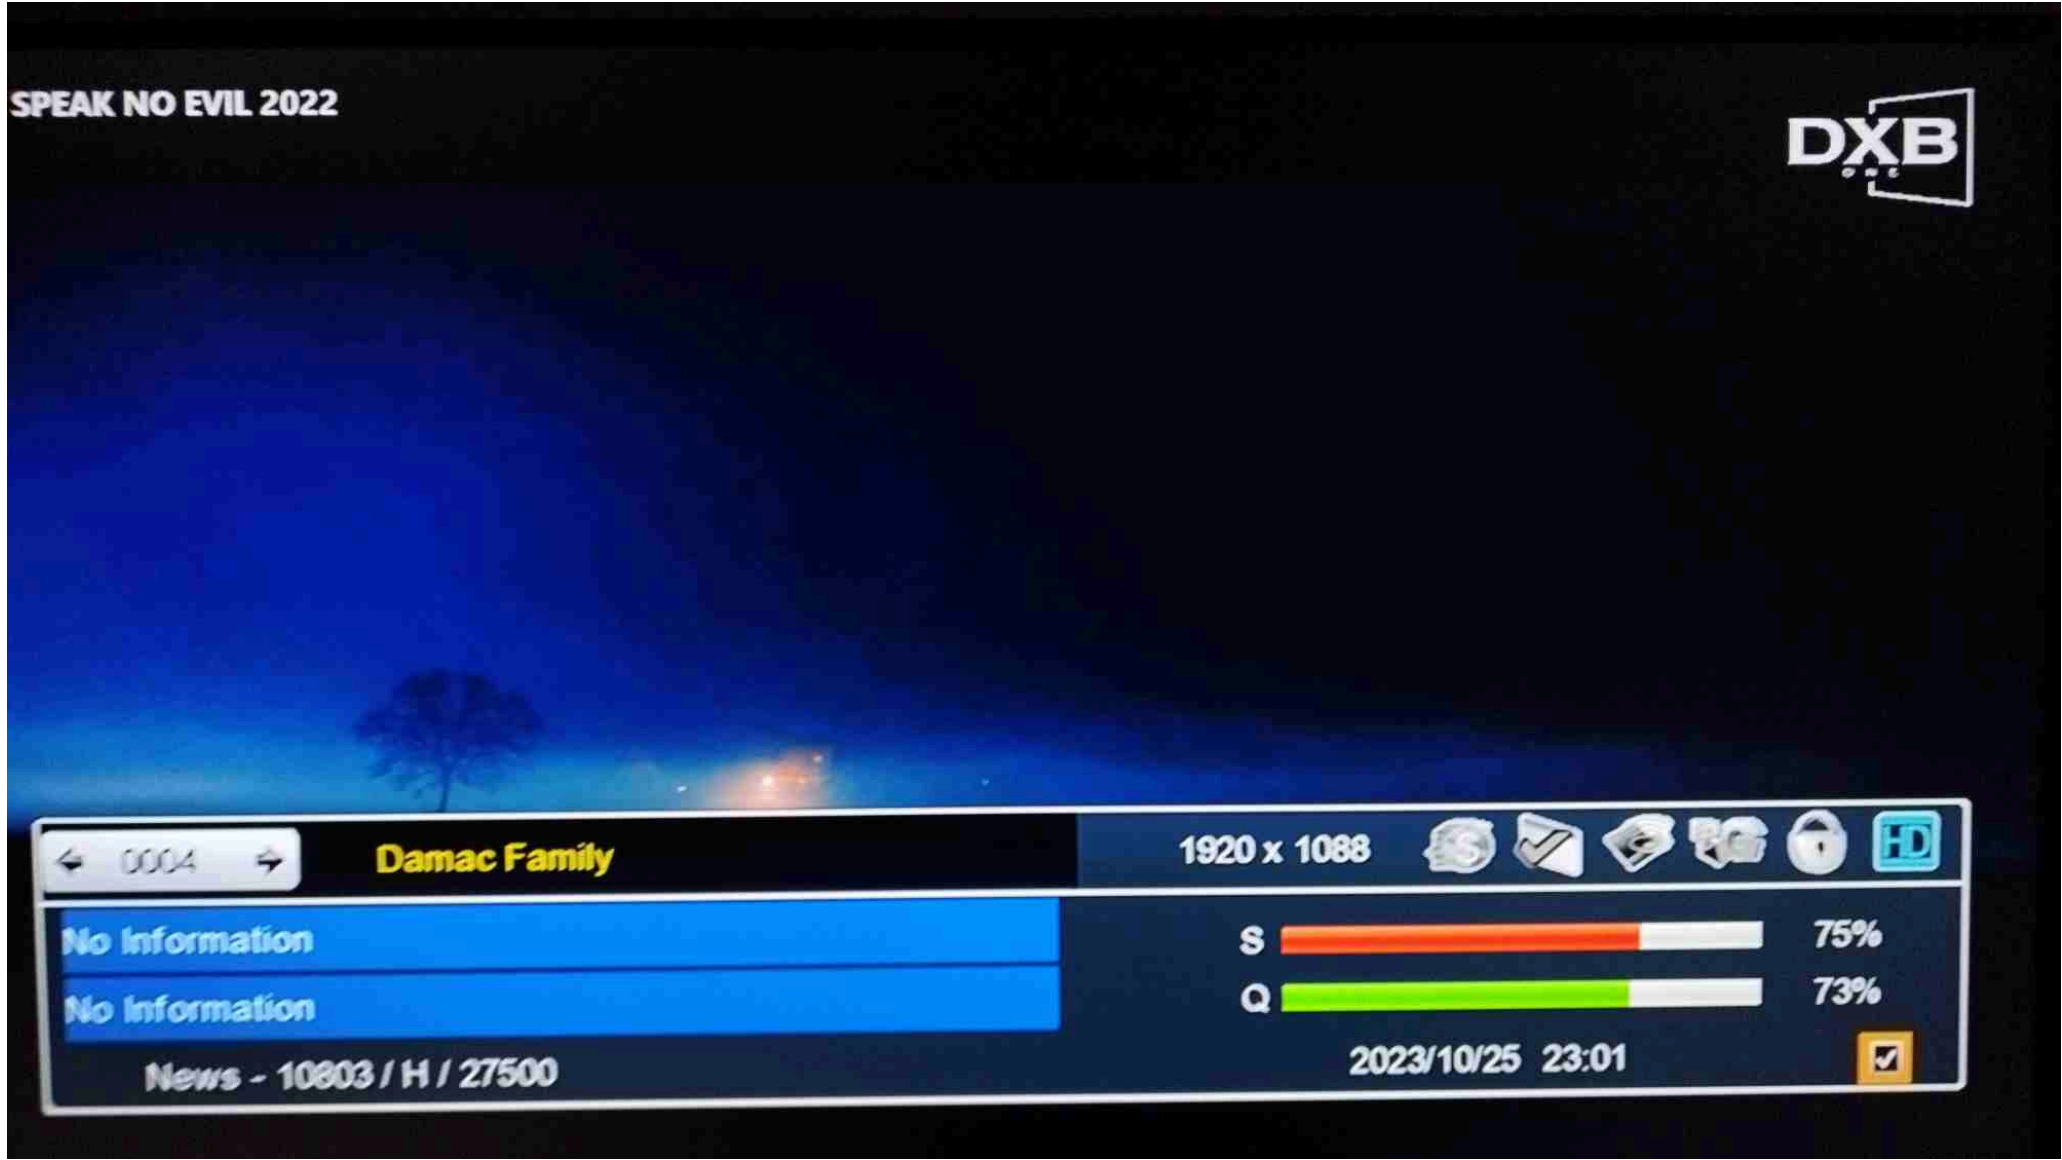 SPEAK NO EVIL 2022
DXB
ONE
0004 Damac Family 1920 x 1088 HD
No Information S 75%
No Information Q 73%
News - 10803 / H / 27500 2023/10/25 23:01